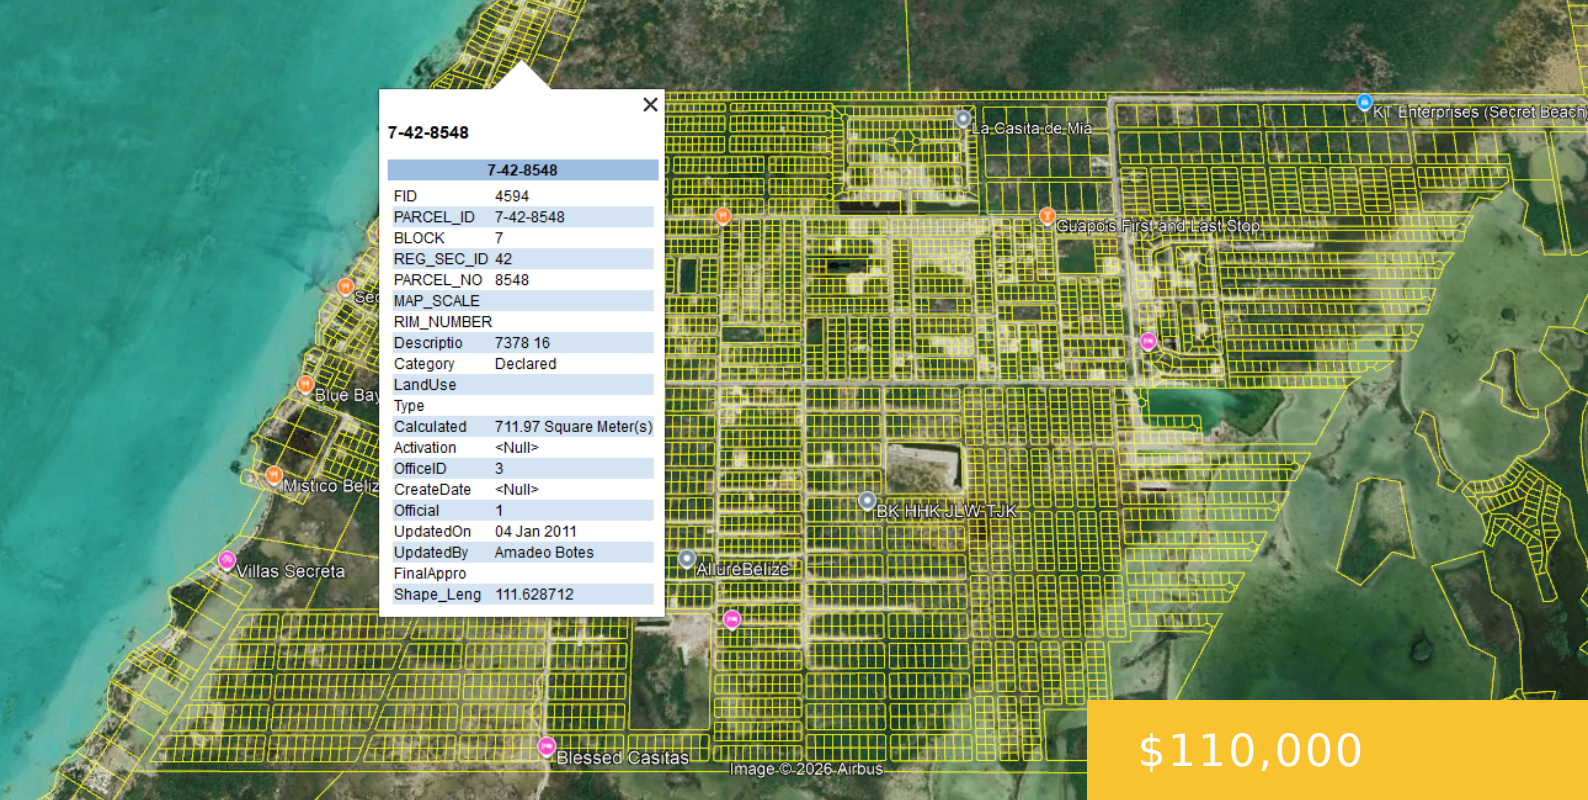 7-42-8548
7-42-8548
FID 4594
PARCEL_ID 7-42-8548
BLOCK 7
REG_SEC_ID 42
PARCEL_NO 8548
MAP_SCALE
RIM_NUMBER
Descriptio 7378 16
Category Declared
LandUse
Type
Calculated 711.97 Square Meter(s)
Activation <Null>
OfficeID 3
CreateDate <Null>
Official 1
UpdatedOn 04 Jan 2011
UpdatedBy Amadeo Botes
FinalAppro
Shape_Leng 111.628712
KT Enterprises (Secret Beach)
La Casita de Mia
Guapo's First and Last Stop
Sec
Blue Bay
Mistico Beliz
BK HHK JLW TJK
Villas Secreta
AllureBelize
Blessed Casitas
Image © 2026 Airbus
$110,000